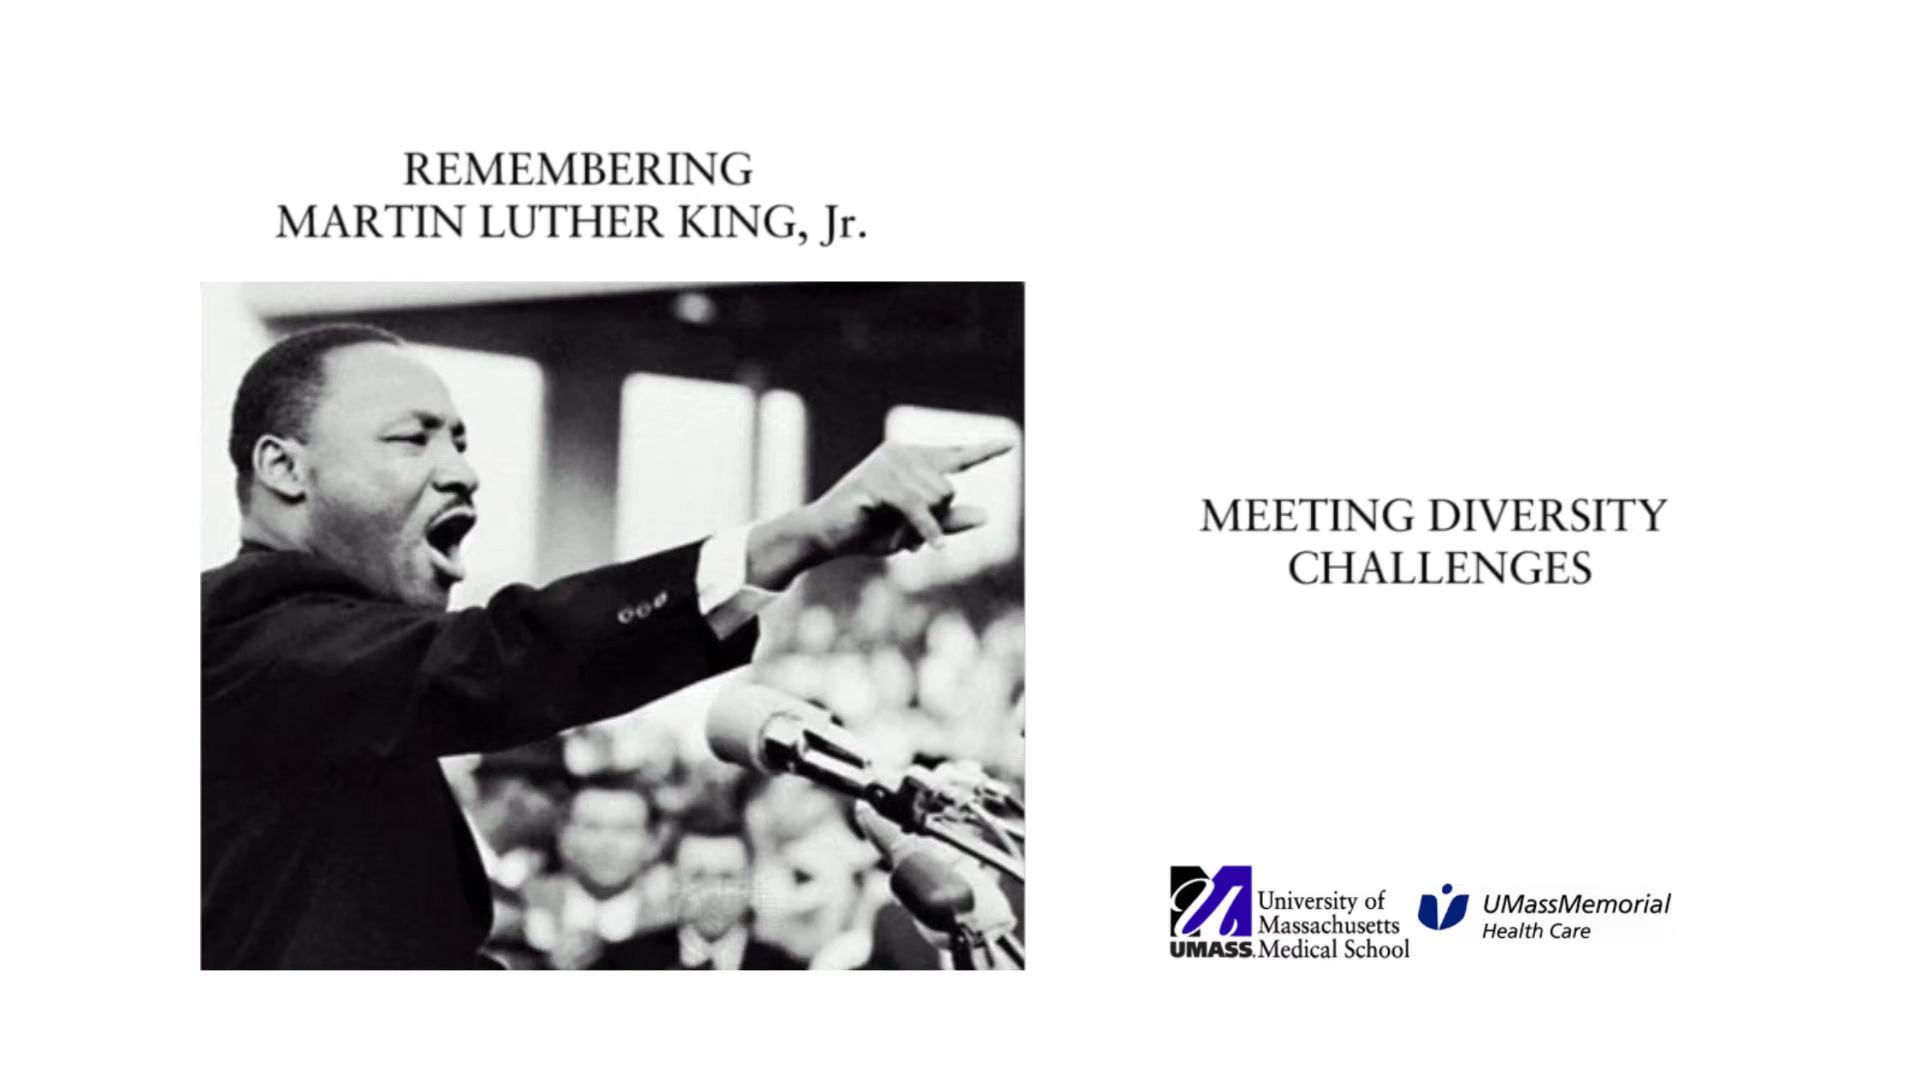 REMEMBERING
MARTIN LUTHER KING, Jr.
MEETING DIVERSITY
CHALLENGES
UMASS.
University of
Massachusetts
Medical School
UMassMemorial
Health Care